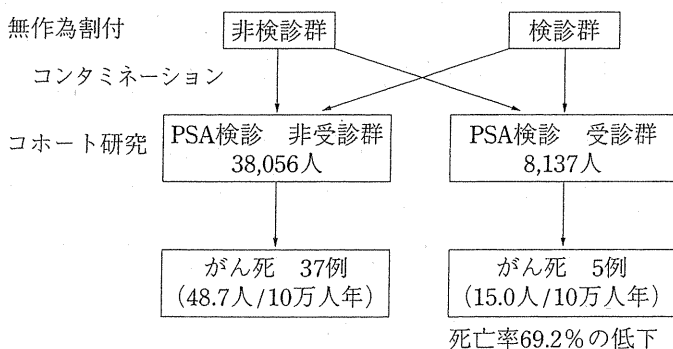 無作為割付
非検診群
検診群
コンタミネーション
コホート研究
PSA検診 非受診群
38,056人
PSA検診 受診群
8,137人
がん死 37例
(48.7人/10万人年)
がん死 5例
(15.0人/10万人年)
死亡率69.2%の低下